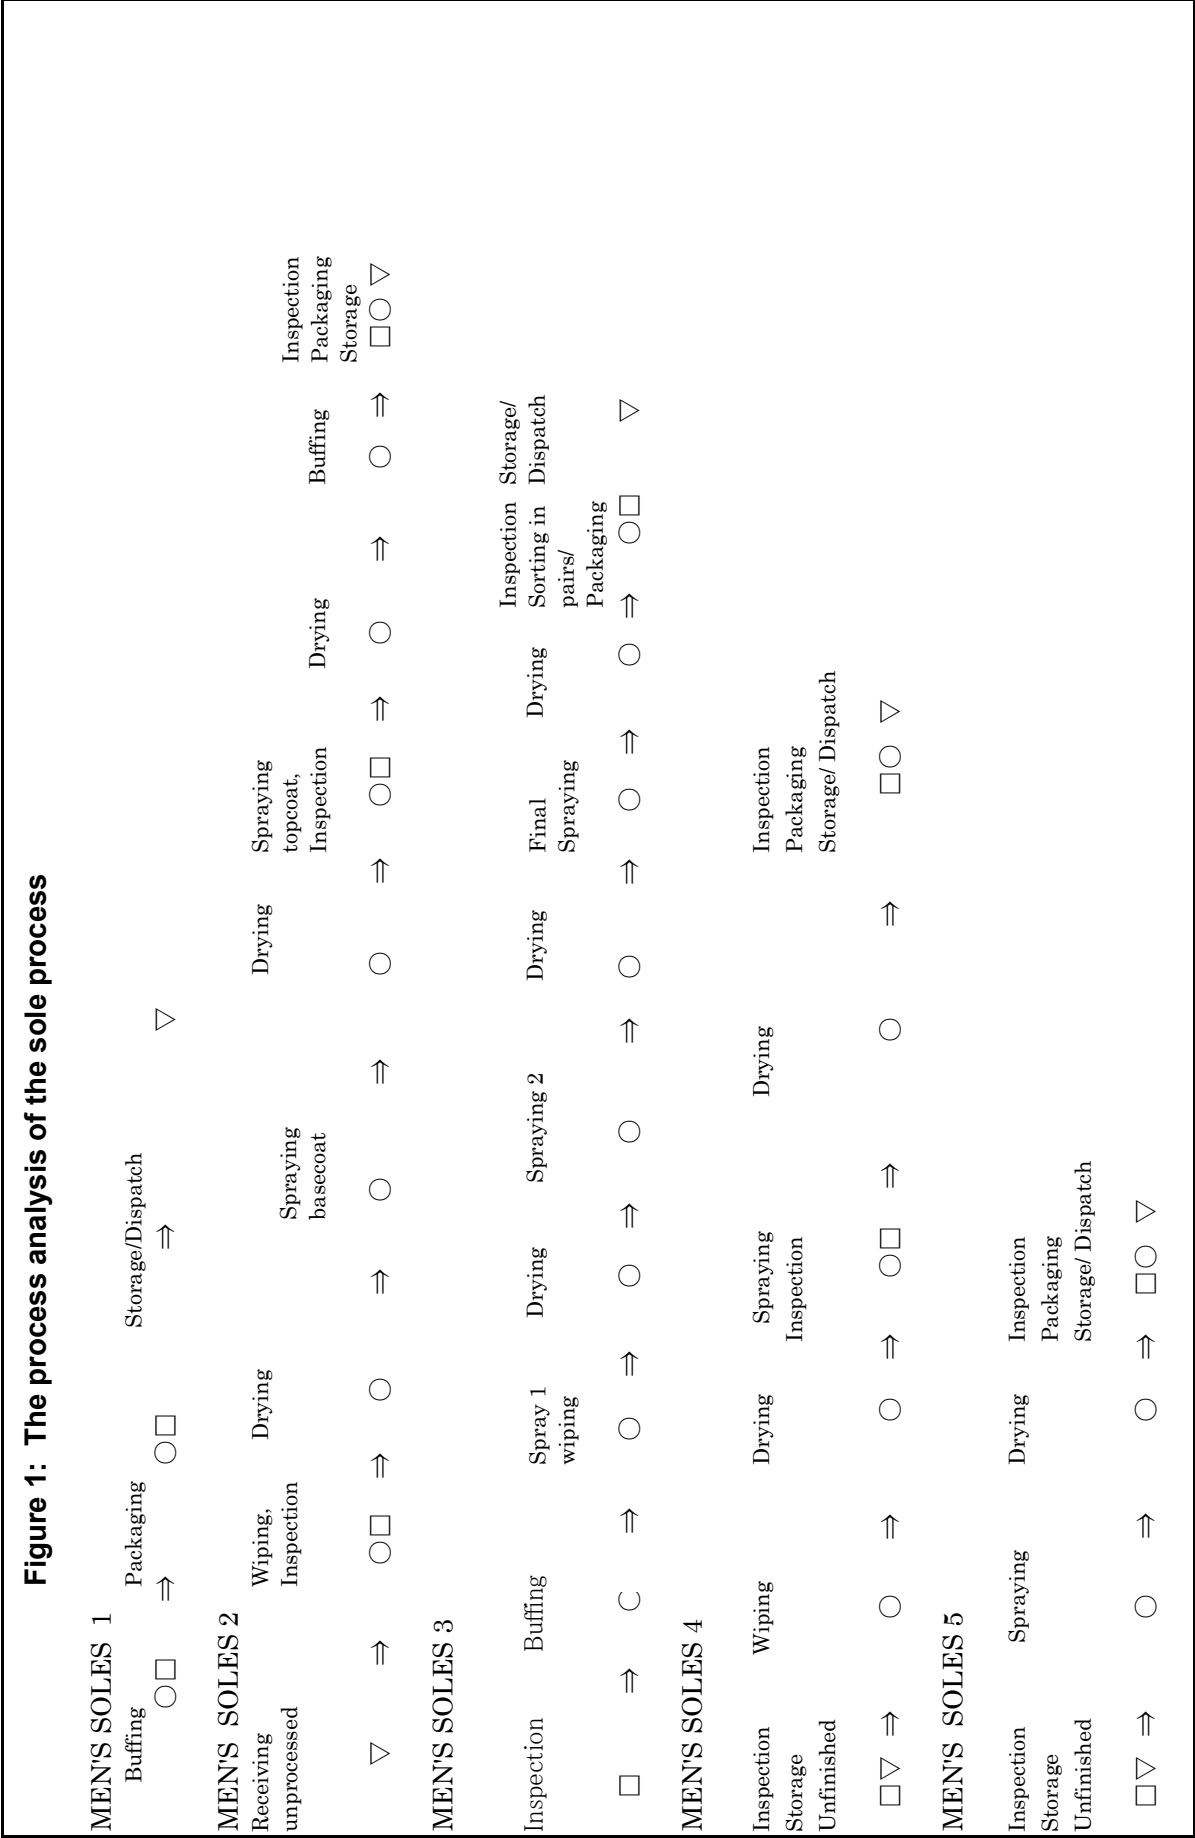 Figure 1: The process analysis of the sole process
MEN'S SOLES 1
Buffing
Packaging
Storage/Dispatch
MEN'S SOLES 2
Receiving
unprocessed
Wiping,
Inspection
Drying
Spraying
basecoat
Drying
Spraying
topcoat,
Inspection
Drying
Buffing
Inspection
Packaging
Storage
MEN'S SOLES 3
Inspection
Buffing
Spray 1
wiping
Drying
Spraying 2
Drying
Final
Spraying
Drying
Inspection
Sorting in
pairs/
Packaging
Storage/
Dispatch
MEN'S SOLES 4
Inspection
Storage
Unfinished
Wiping
Drying
Spraying
Inspection
Drying
Inspection
Packaging
Storage/ Dispatch
MEN'S SOLES 5
Inspection
Storage
Unfinished
Spraying
Drying
Inspection
Packaging
Storage/ Dispatch